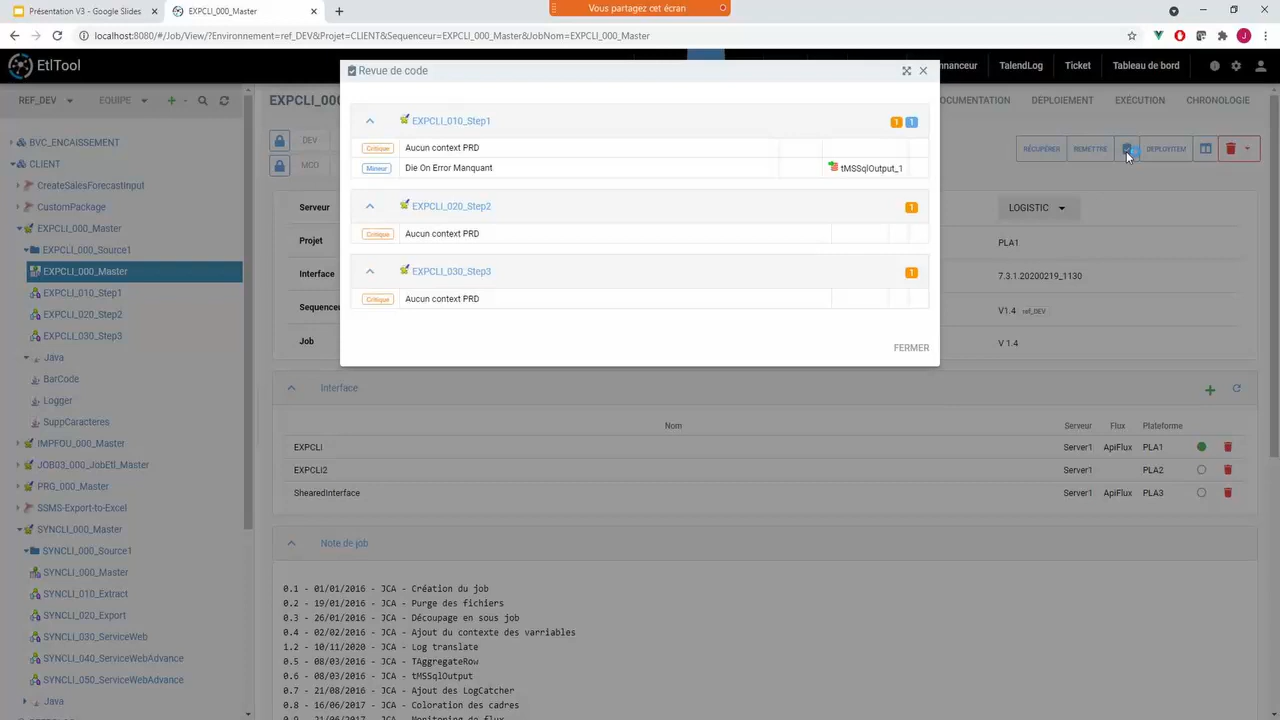 Présentation V3 - Google Slides
EXPCLI_000_Master
Vous partagez cet écran
localhost:8080/#/Job/View/?Environnement=ref_DEV&Projet=CLIENT&Sequenceur=EXPCLI_000_Master&JobNom=EXPCLI_000_Master
J
EtlTool
TalendLog
Ticket
Tableau de bord
REF_DEV
EQUIPE
BVC_ENCAISSEMENT
CLIENT
CreateSalesForecastInput
CustomPackage
EXPCLI_000_Master
EXPCLI_000_Source1
EXPCLI_000_Master
EXPCLI_010_Step1
EXPCLI_020_Step2
EXPCLI_030_Step3
Java
BarCode
Logger
SuppCaracteres
IMPFOU_000_Master
JOB03_000_JobEtl_Master
PRG_000_Master
SSMS-Export-to-Excel
SYNCLI_000_Master
SYNCLI_000_Source1
SYNCLI_000_Master
SYNCLI_010_Extract
SYNCLI_020_Export
SYNCLI_030_ServiceWeb
SYNCLI_040_ServiceWebAdvance
SYNCLI_050_ServiceWebAdvance
Java
DÉPLOIEMENT
EXÉCUTION
CHRONOLOGIE
DEV
MCO
RÉCUPÉRER
REMETTRE
DEPLOYITEM
Serveur
LOGISTIC
Projet
PLA1
Interface
7.3.1.20200219_1130
V1.4 ref_DEV
Job
V 1.4
Revue de code
EXPCLI_010_Step1
1 1
Critique
Aucun context PRD
Mineur
Die On Error Manquant
tMSSqlOutput_1
EXPCLI_020_Step2
1
Critique
Aucun context PRD
EXPCLI_030_Step3
1
Critique
Aucun context PRD
FERMER
Interface
Nom
Serveur
Flux
Plateforme
EXPCLI
Server1
ApiFlux
PLA1
EXPCLI2
Server1
PLA2
ShearedInterface
Server1
ApiFlux
PLA3
Note de job
0.1 - 01/01/2016 - JCA - Création du job
0.2 - 19/01/2016 - JCA - Purge des fichiers
0.3 - 26/01/2016 - JCA - Découpage en sous job
0.4 - 02/02/2016 - JCA - Ajout du contexte des varriables
1.2 - 10/11/2020 - JCA - Log translate
0.5 - 08/03/2016 - JCA - TAggregateRow
0.6 - 08/03/2016 - JCA - tMSSqlOutput
0.7 - 21/08/2016 - JCA - Ajout des LogCatcher
0.8 - 16/06/2017 - JCA - Coloration des cadres